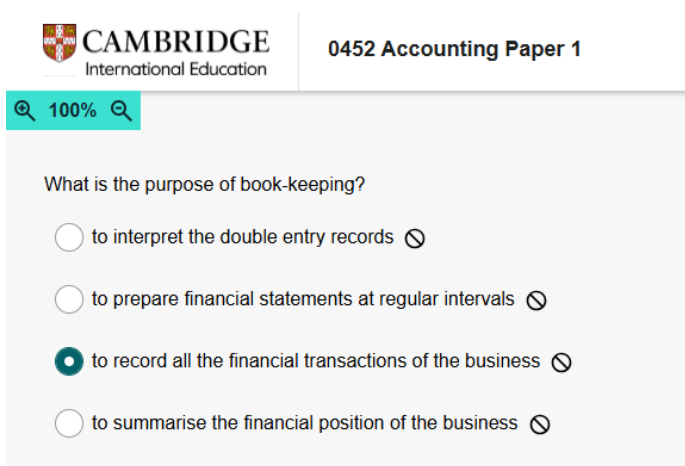 CAMBRIDGE
International Education
0452 Accounting Paper 1
100%
What is the purpose of book-keeping?
to interpret the double entry records
to prepare financial statements at regular intervals
to record all the financial transactions of the business
to summarise the financial position of the business